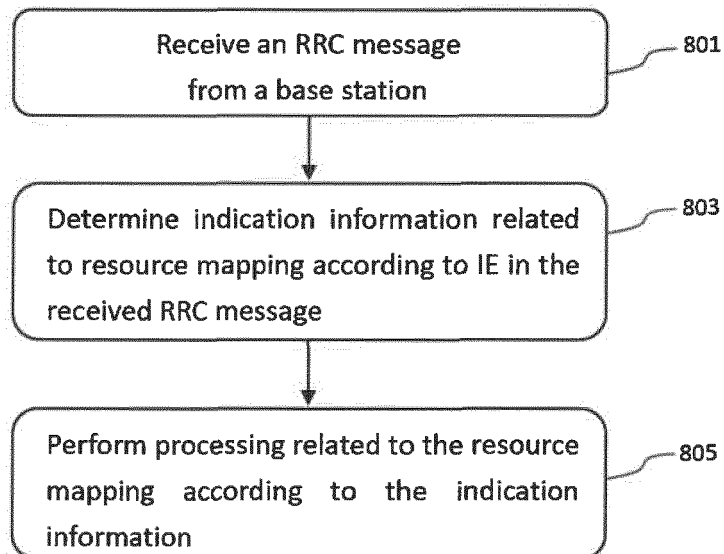 Receive an RRC message
from a base station
801
Determine indication information related
to resource mapping according to IE in the
received RRC message
803
Perform processing related to the resource
mapping according to the indication
information
805